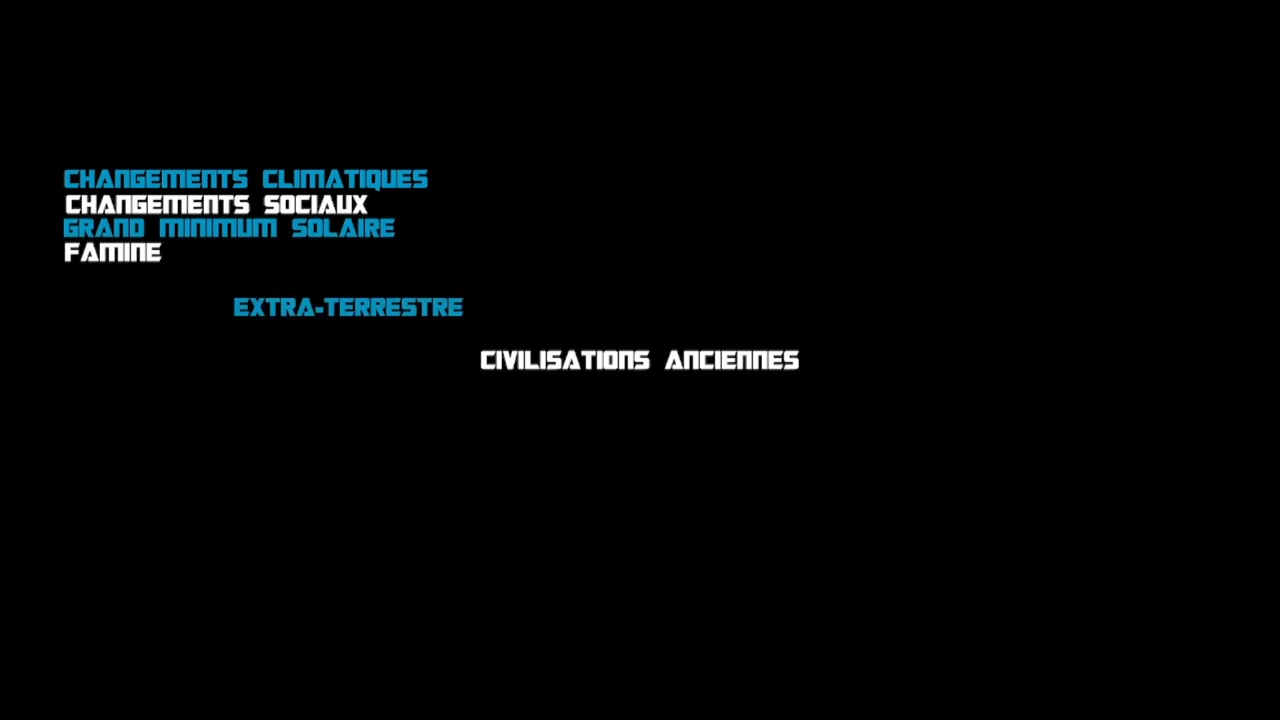 CHANGEMENTS CLIMATIQUES
CHANGEMENTS SOCIAUX
GRAND MINIMUM SOLAIRE
FAMINE
EXTRA-TERRESTRE
CIVILISATIONS ANCIENNES